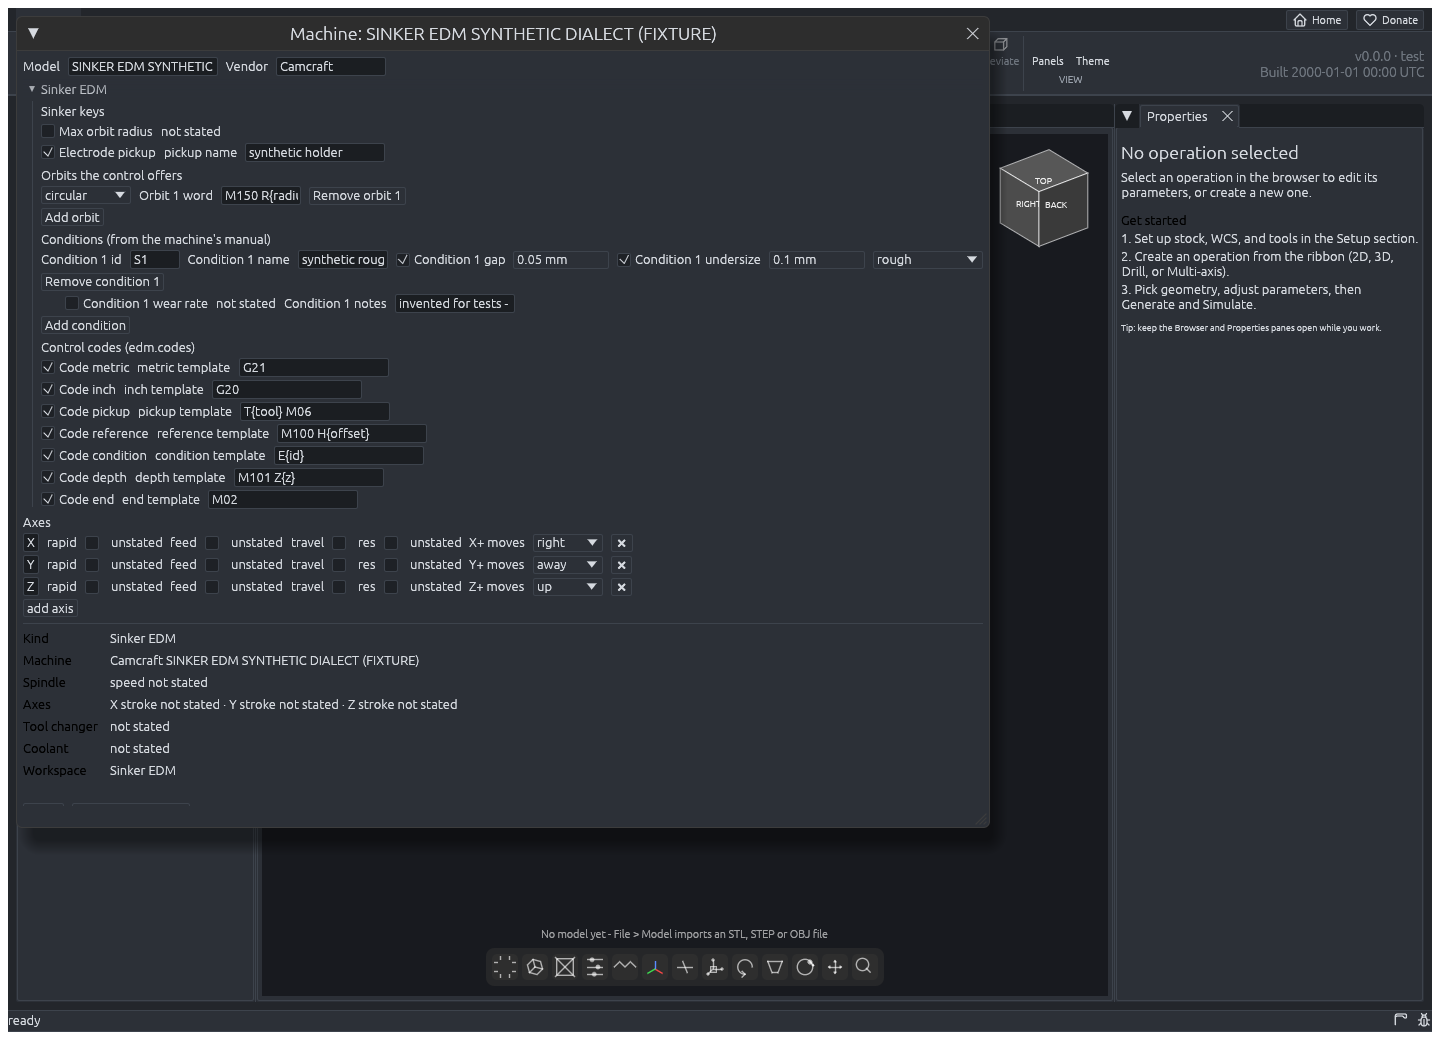 Home Donate
Machine: SINKER EDM SYNTHETIC DIALECT (FIXTURE)
Model SINKER EDM SYNTHETIC Vendor Camcraft
eviate Panels Theme
VIEW
v0.0.0 · test
Built 2000-01-01 00:00 UTC
Sinker EDM
Sinker keys
Max orbit radius not stated
Electrode pickup pickup name synthetic holder
Orbits the control offers
circular Orbit 1 word M150 R{radiu Remove orbit 1
Add orbit
Conditions (from the machine's manual)
Condition 1 id S1 Condition 1 name synthetic roug Condition 1 gap 0.05 mm Condition 1 undersize 0.1 mm rough
Remove condition 1
Condition 1 wear rate not stated Condition 1 notes invented for tests -
Add condition
Control codes (edm.codes)
Code metric metric template G21
Code inch inch template G20
Code pickup pickup template T{tool} M06
Code reference reference template M100 H{offset}
Code condition condition template E{id}
Code depth depth template M101 Z{z}
Code end end template M02
Axes
X rapid unstated feed unstated travel res unstated X+ moves right
Y rapid unstated feed unstated travel res unstated Y+ moves away
Z rapid unstated feed unstated travel res unstated Z+ moves up
add axis
Kind Sinker EDM
Machine Camcraft SINKER EDM SYNTHETIC DIALECT (FIXTURE)
Spindle speed not stated
Axes X stroke not stated · Y stroke not stated · Z stroke not stated
Tool changer not stated
Coolant not stated
Workspace Sinker EDM
TOP
RIGHT BACK
Properties
No operation selected
Select an operation in the browser to edit its
parameters, or create a new one.
Get started
1. Set up stock, WCS, and tools in the Setup section.
2. Create an operation from the ribbon (2D, 3D,
Drill, or Multi-axis).
3. Pick geometry, adjust parameters, then
Generate and Simulate.
Tip: keep the Browser and Properties panes open while you work.
No model yet - File > Model imports an STL, STEP or OBJ file
ready